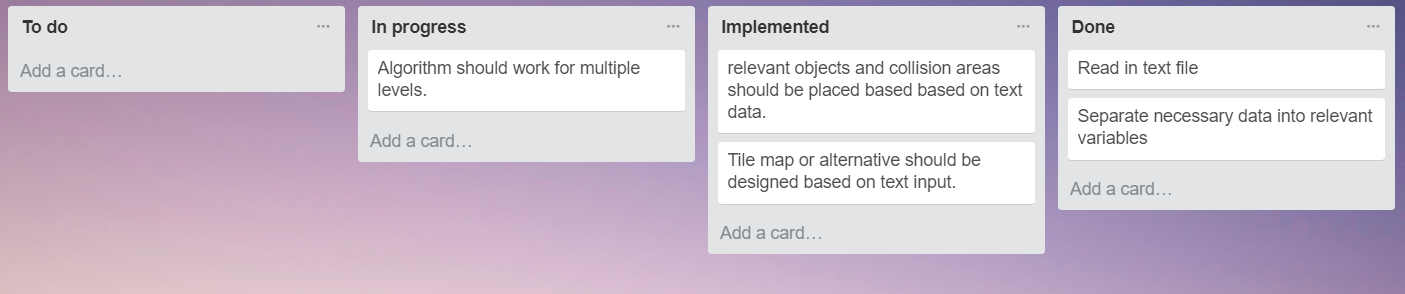 To do
Add a card…
In progress
Algorithm should work for multiple
levels.
Add a card…
Implemented
relevant objects and collision areas
should be placed based based on text
data.
Tile map or alternative should be
designed based on text input.
Add a card…
Done
Read in text file
Separate necessary data into relevant
variables
Add a card…